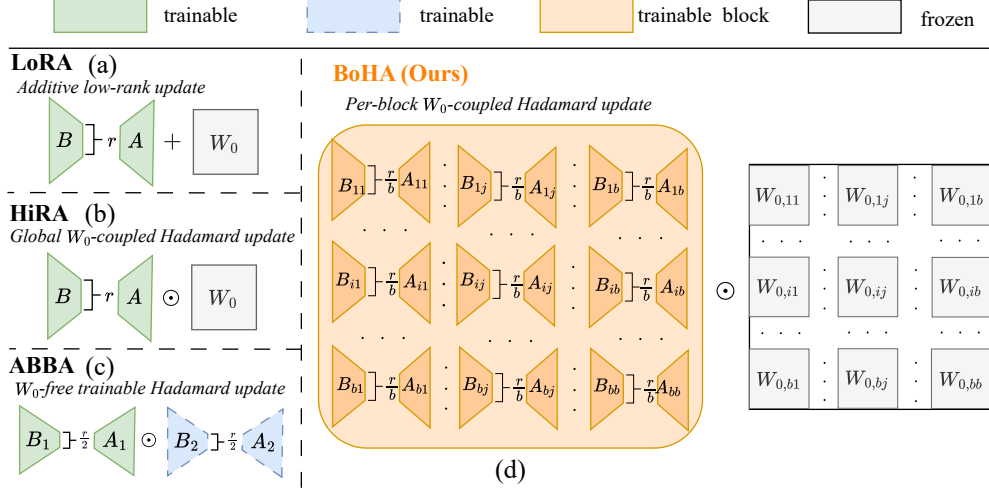 trainable trainable trainable block frozen
LoRA (a)
Additive low-rank update
B r A + W₀
HiRA (b)
Global W₀-coupled Hadamard update
B r A ⊙ W₀
ABBA (c)
W₀-free trainable Hadamard update
B₁ r/2 A₁ ⊙ B₂ r/2 A₂
BoHA (Ours)
Per-block W₀-coupled Hadamard update
B₁₁ r/b A₁₁ B₁ⱼ r/b A₁ⱼ B₁b r/b A₁b
. . . . . . . . .
Bᵢ₁ r/b Aᵢ₁ Bᵢⱼ r/b Aᵢⱼ Bᵢb r/b Aᵢb
. . . . . . . . .
Bb₁ r/b Ab₁ Bbⱼ r/b Abⱼ Bbb r/b Abb
⊙
W₀,₁₁ W₀,₁ⱼ W₀,₁b
. . . . . . . . .
W₀,ᵢ₁ W₀,ᵢⱼ W₀,ᵢb
. . . . . . . . .
W₀,b₁ W₀,bⱼ W₀,bb
(d)